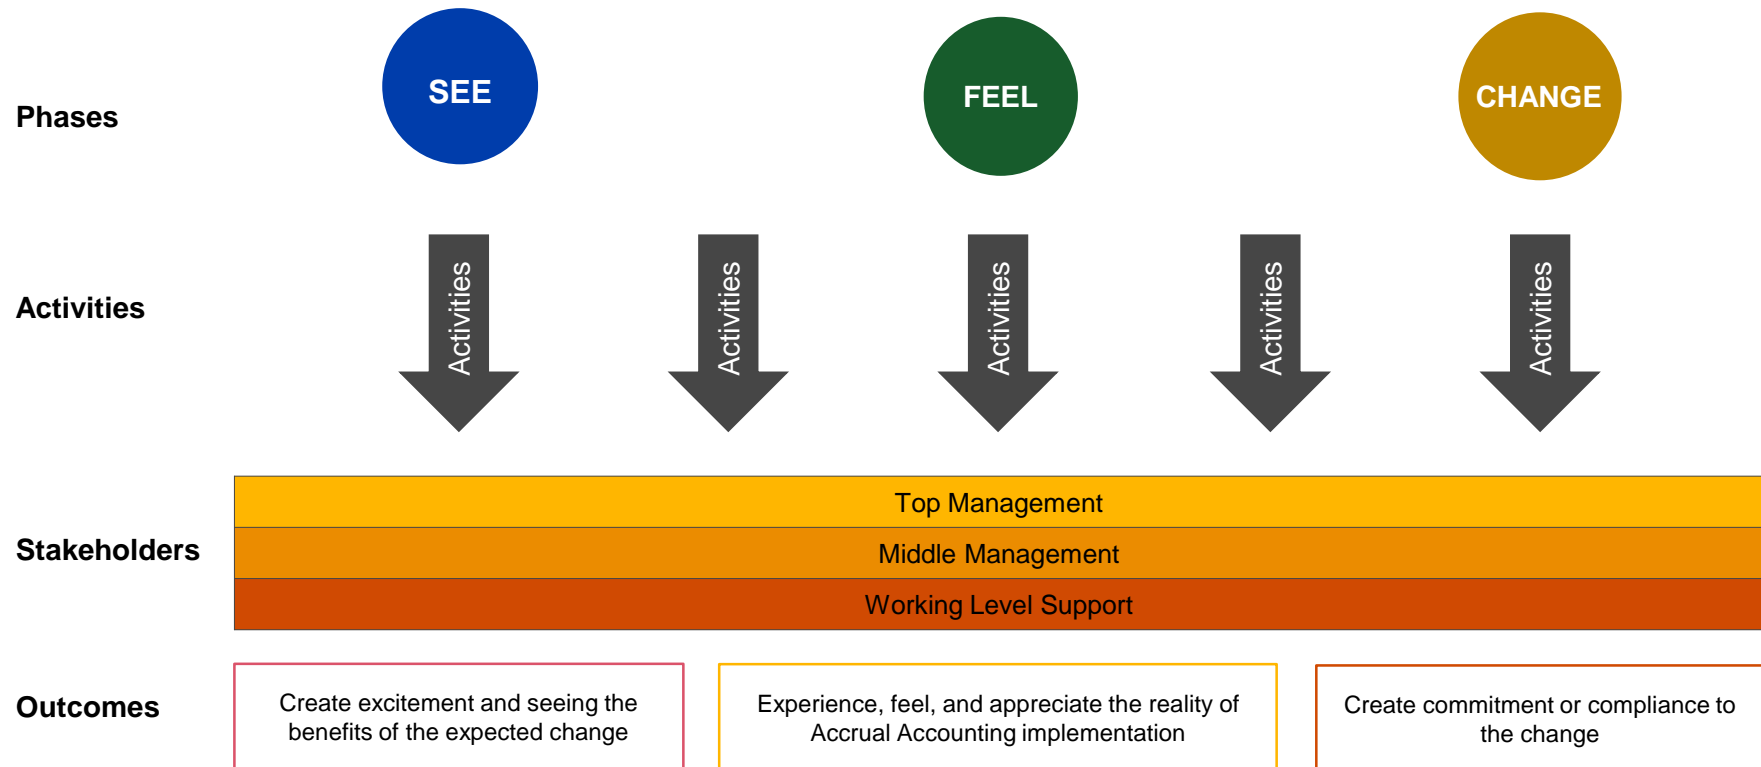 Phases
SEE
FEEL
CHANGE
Activities
Activities
Activities
Activities
Activities
Activities
Stakeholders
Top Management
Middle Management
Working Level Support
Outcomes
Create excitement and seeing the
benefits of the expected change
Experience, feel, and appreciate the reality of
Accrual Accounting implementation
Create commitment or compliance to
the change